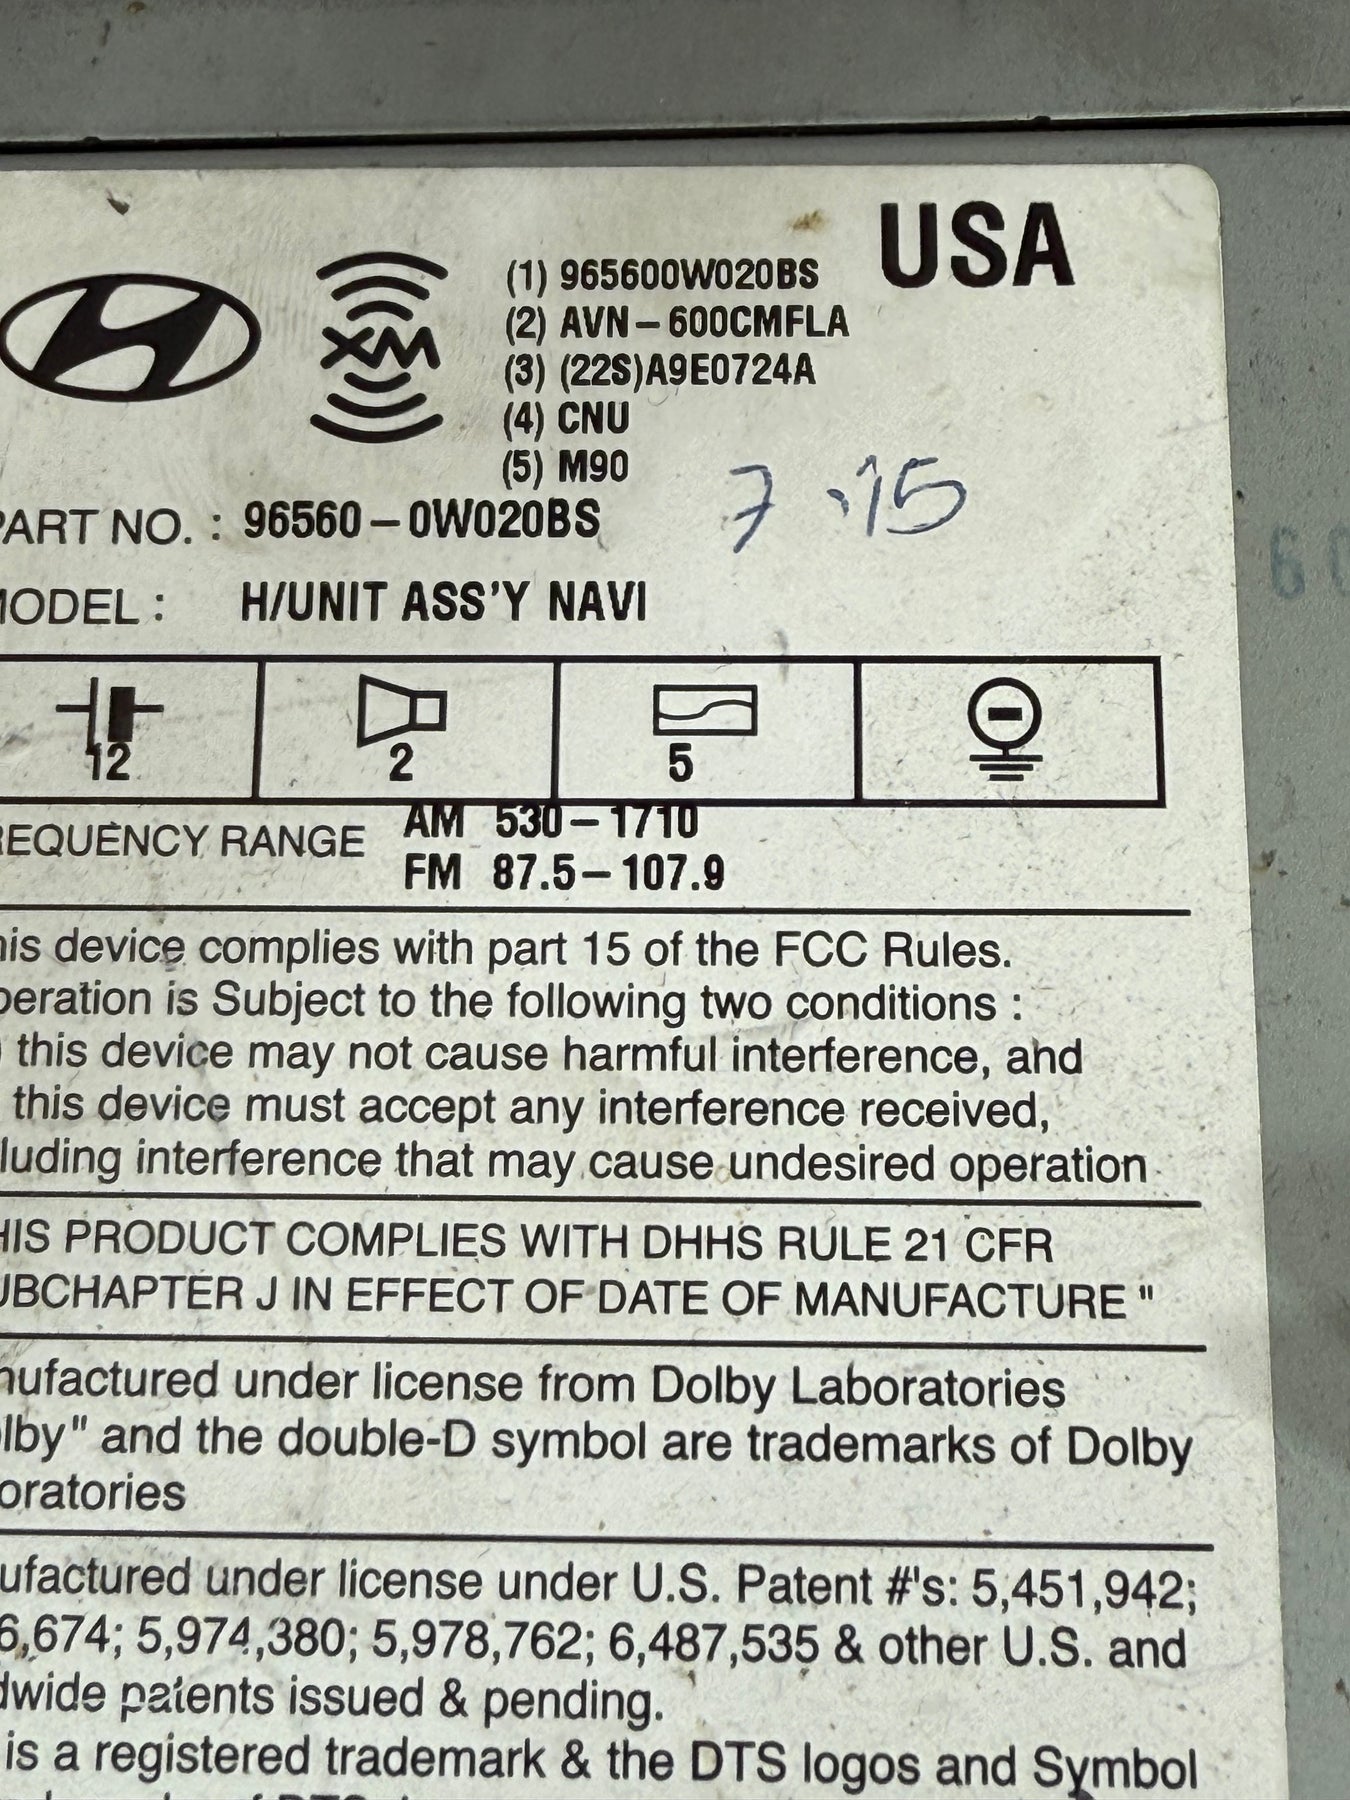 USA
XM
(1) 965600W020BS
(2) AVN-600CMFLA
(3) (22S)A9E0724A
(4) CNU
(5) M90
7·15
PART NO. : 96560-0W020BS
MODEL : H/UNIT ASS'Y NAVI
60
12 2 5
FREQUENCY RANGE AM 530-1710
FM 87.5-107.9
his device complies with part 15 of the FCC Rules.
peration is Subject to the following two conditions :
) this device may not cause harmful interference, and
this device must accept any interference received,
luding interference that may cause undesired operation
HIS PRODUCT COMPLIES WITH DHHS RULE 21 CFR
UBCHAPTER J IN EFFECT OF DATE OF MANUFACTURE "
nufactured under license from Dolby Laboratories
lby" and the double-D symbol are trademarks of Dolby
oratories
ufactured under license under U.S. Patent #'s: 5,451,942;
6,674; 5,974,380; 5,978,762; 6,487,535 & other U.S. and
dwide patents issued & pending.
is a registered trademark & the DTS logos and Symbol